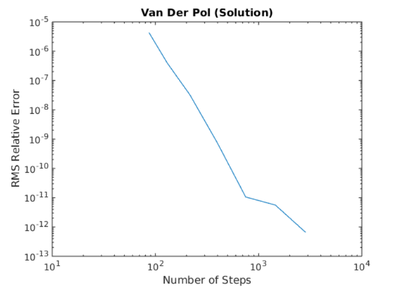 Van Der Pol (Solution)
RMS Relative Error
10^-5
10^-6
10^-7
10^-8
10^-9
10^-10
10^-11
10^-12
10^-13
10^1 10^2 10^3 10^4
Number of Steps